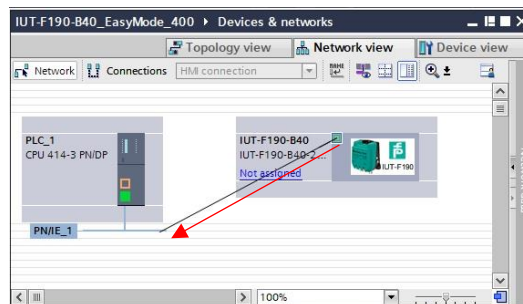 IUT-F190-B40_EasyMode_400 ▸ Devices & networks
Topology view Network view Device view
Network Connections HMI connection
PLC_1
CPU 414-3 PN/DP
IUT-F190-B40
IUT-F190-B40-2...
Not assigned
IUT-F190
PN/IE_1
100%